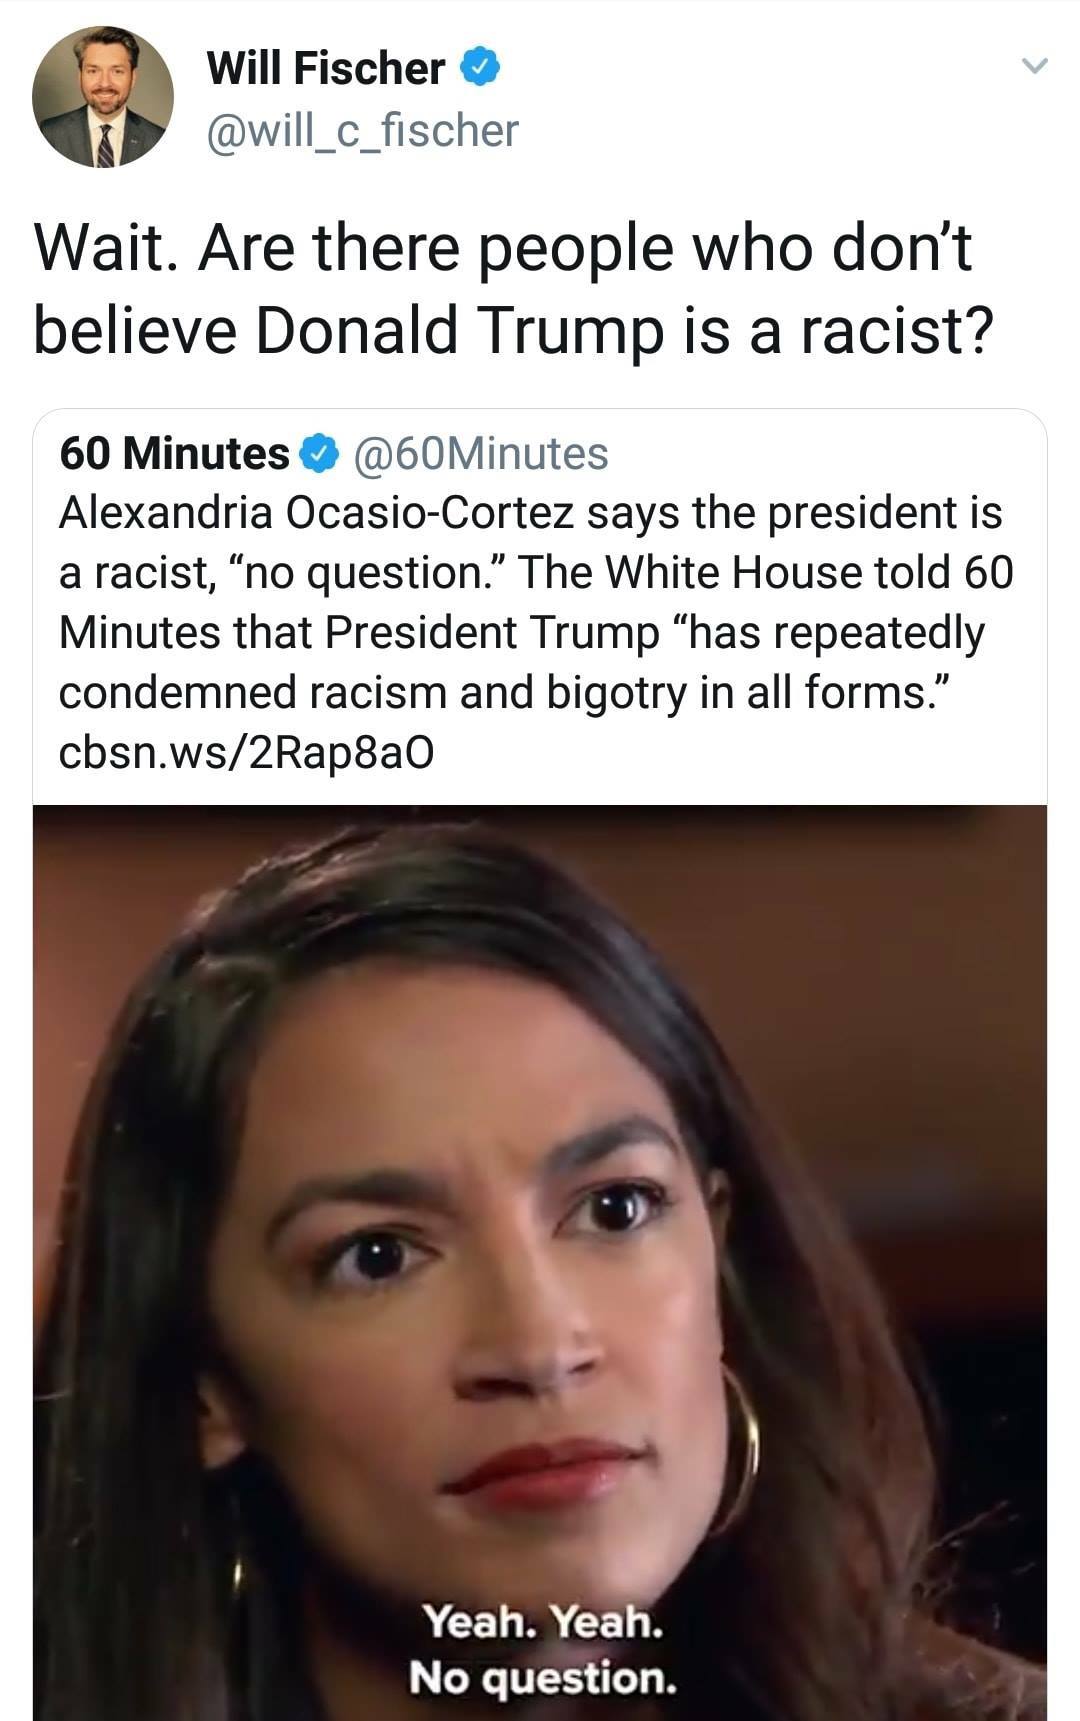 Will Fischer
@will_c_fischer
Wait. Are there people who don't
believe Donald Trump is a racist?
60 Minutes @60Minutes
Alexandria Ocasio-Cortez says the president is
a racist, “no question.” The White House told 60
Minutes that President Trump “has repeatedly
condemned racism and bigotry in all forms.”
cbsn.ws/2Rap8aO
Yeah. Yeah.
No question.